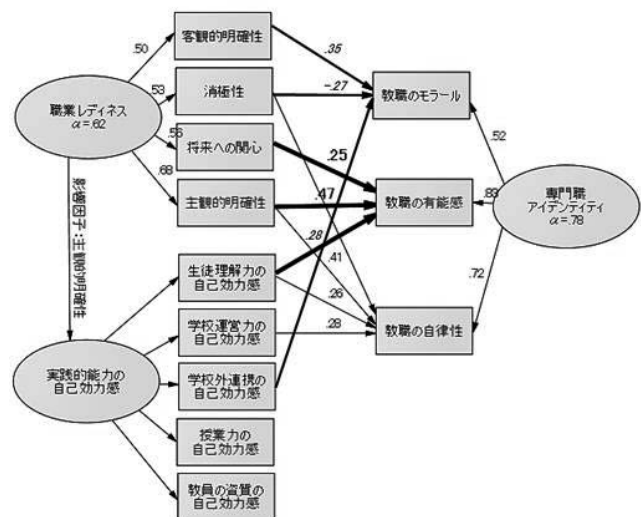 客観的明確性
.50
.35
職業レディネス
α=.62
.53
消極性
-.27
教職のモラール
.56
将来への関心
.25
.52
.68
主観的明確性
.47
教職の有能感
.83
専門職
アイデンティティ
α=.78
影響因子:主観的明確性
.28
生徒理解力の
自己効力感
.41
.26
.72
学校運営力の
自己効力感
.28
教職の自律性
実践的能力の
自己効力感
学校外連携の
自己効力感
授業力の
自己効力感
教員の資質の
自己効力感